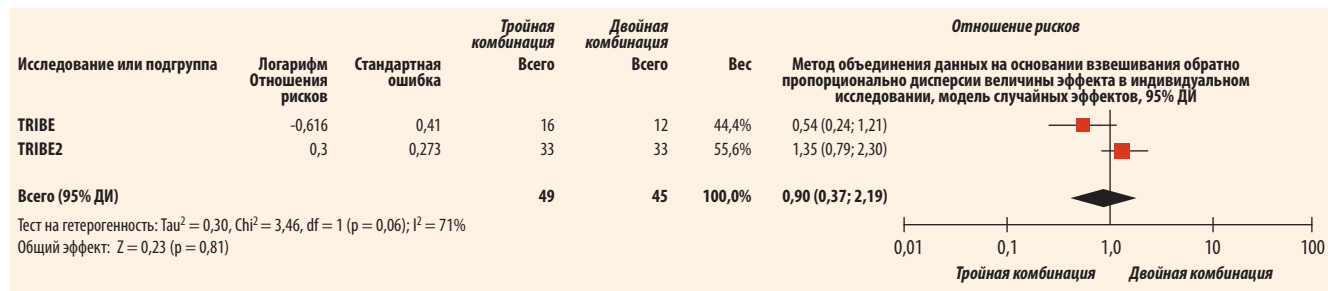 Тройная комбинация Двойная комбинация Отношение рисков
Исследование или подгруппа Логарифм Отношения рисков Стандартная ошибка Всего Всего Вес Метод объединения данных на основании взвешивания обратно
пропорционально дисперсии величины эффекта в индивидуальном
исследовании, модель случайных эффектов, 95% ДИ
TRIBE -0,616 0,41 16 12 44,4% 0,54 (0,24; 1,21)
TRIBE2 0,3 0,273 33 33 55,6% 1,35 (0,79; 2,30)
Всего (95% ДИ) 49 45 100,0% 0,90 (0,37; 2,19)
Тест на гетерогенность: Tau² = 0,30, Chi² = 3,46, df = 1 (p = 0,06); I² = 71%
Общий эффект: Z = 0,23 (p = 0,81)
0,01 0,1 1,0 10 100
Тройная комбинация Двойная комбинация